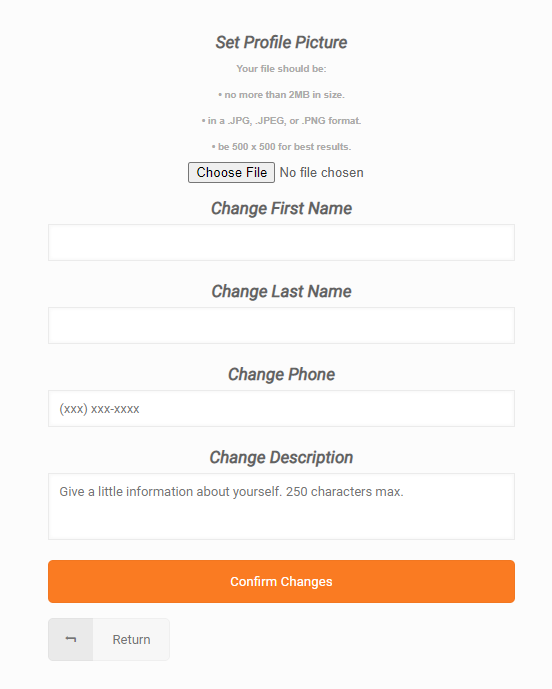 Set Profile Picture
Your file should be:
• no more than 2MB in size.
• in a .JPG, .JPEG, or .PNG format.
• be 500 x 500 for best results.
Choose File No file chosen
Change First Name
Change Last Name
Change Phone
(xxx) xxx-xxxx
Change Description
Give a little information about yourself. 250 characters max.
Confirm Changes
Return